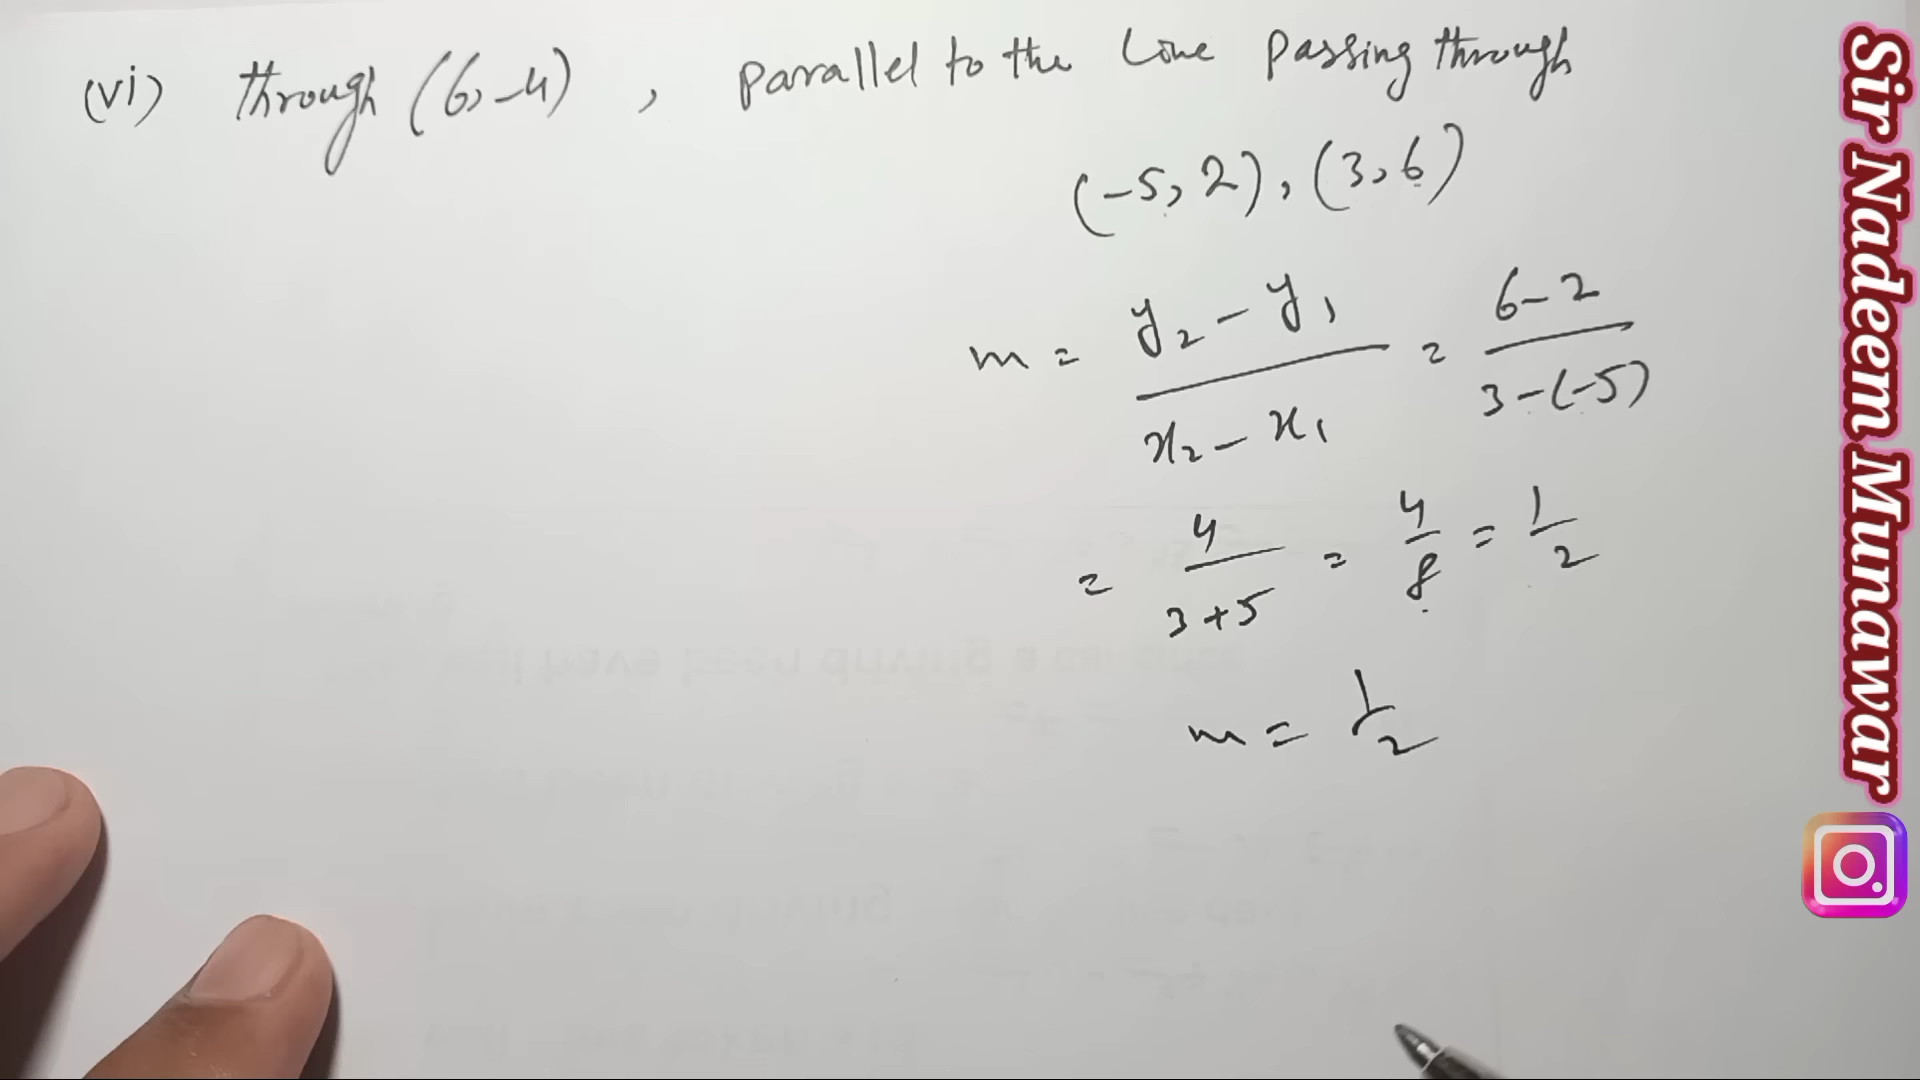 (vi) through (6,-4) , parallel to the Line passing through
(-5, 2), (3, 6)
m = y₂ - y₁ / x₂ - x₁ = 6-2 / 3-(-5)
= 4 / 3+5 = 4/8 = 1/2
m = 1/2
Sir Nadeem Munawar